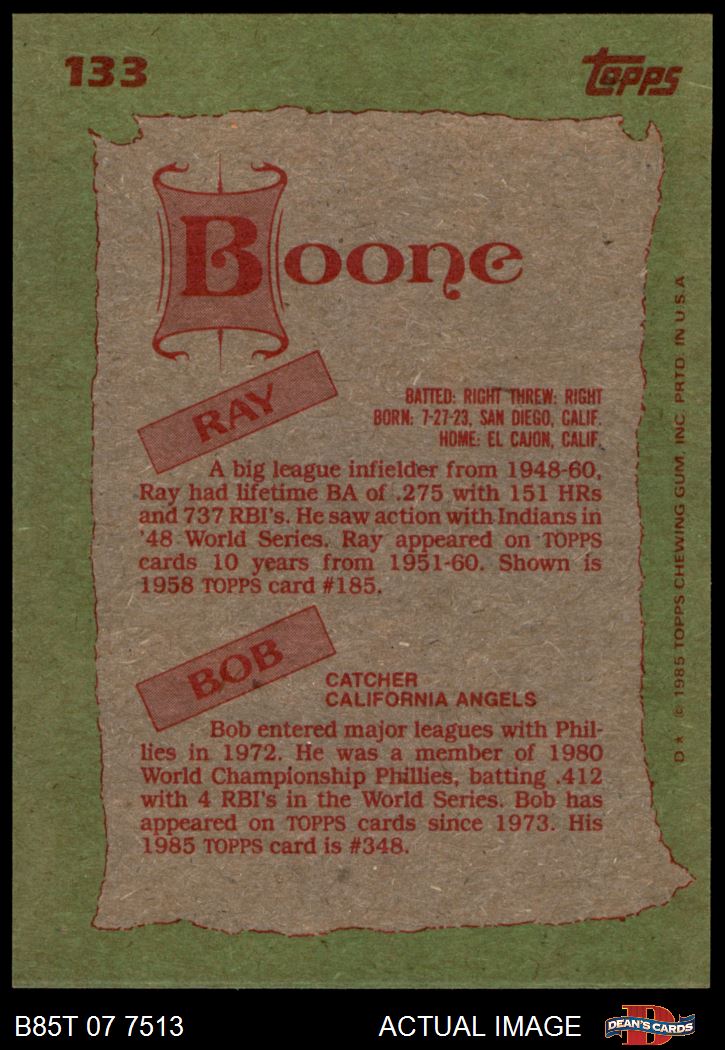 133
TOPPS
Boone
RAY
BATTED: RIGHT THREW: RIGHT
BORN: 7-27-23, SAN DIEGO, CALIF.
HOME: EL CAJON, CALIF.
A big league infielder from 1948-60,
Ray had lifetime BA of .275 with 151 HRs
and 737 RBI's. He saw action with Indians in
'48 World Series. Ray appeared on TOPPS
cards 10 years from 1951-60. Shown is
1958 TOPPS card #185.
BOB
CATCHER
CALIFORNIA ANGELS
Bob entered major leagues with Phil-
lies in 1972. He was a member of 1980
World Championship Phillies, batting .412
with 4 RBI's in the World Series. Bob has
appeared on TOPPS cards since 1973. His
1985 TOPPS card is #348.
D★ © 1985 TOPPS CHEWING GUM, INC. PRTD. IN U.S.A
B85T 07 7513
ACTUAL IMAGE
D
DEAN'S CARDS